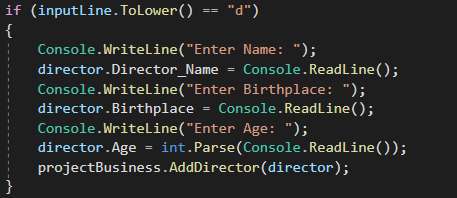 if (inputLine.ToLower() == "d")
{
Console.WriteLine("Enter Name: ");
director.Director_Name = Console.ReadLine();
Console.WriteLine("Enter Birthplace: ");
director.Birthplace = Console.ReadLine();
Console.WriteLine("Enter Age: ");
director.Age = int.Parse(Console.ReadLine());
projectBusiness.AddDirector(director);
}